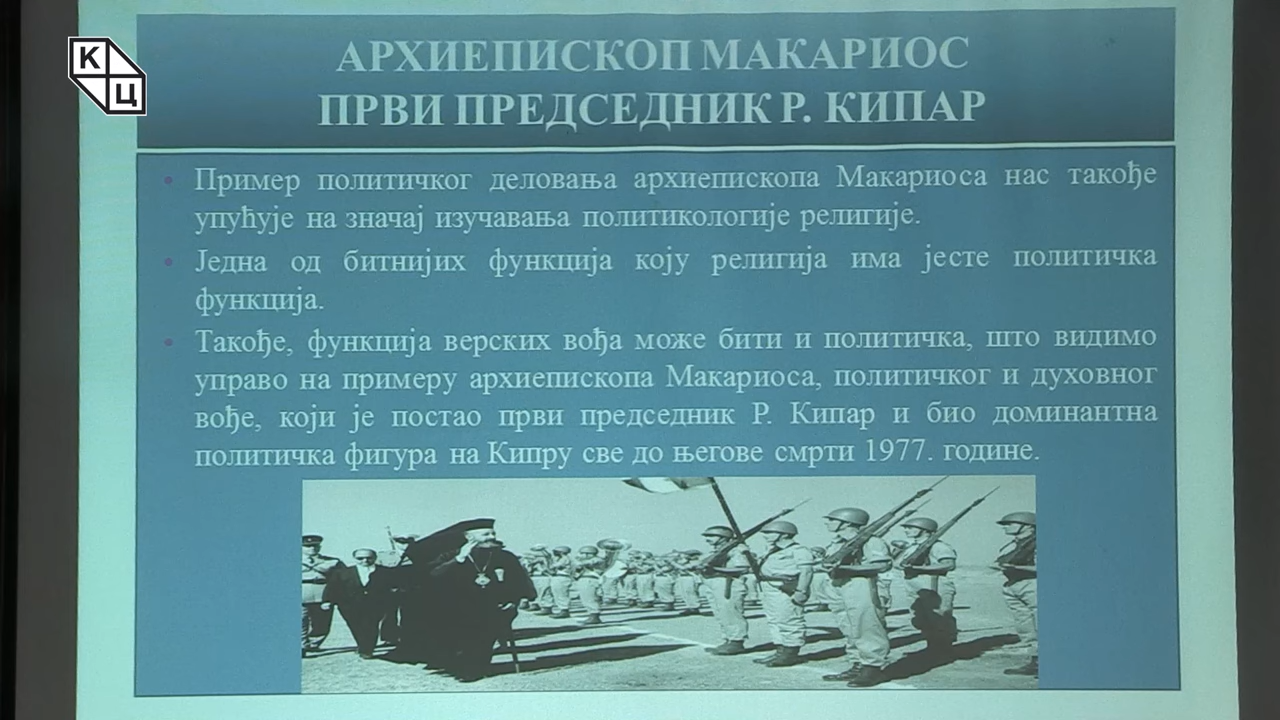 К
Ц
АРХИЕПИСКОП МАКАРИОС
ПРВИ ПРЕДСЕДНИК Р. КИПАР
• Пример политичког деловања архиепископа Макариоса нас такође
упућује на значај изучавања политикологије религије.
• Једна од битнијих функција коју религија има јесте политичка
функција.
• Такође, функција верских вођа може бити и политичка, што видимо
управо на примеру архиепископа Макариоса, политичког и духовног
вође, који је постао први председник Р. Кипар и био доминантна
политичка фигура на Кипру све до његове смрти 1977. године.